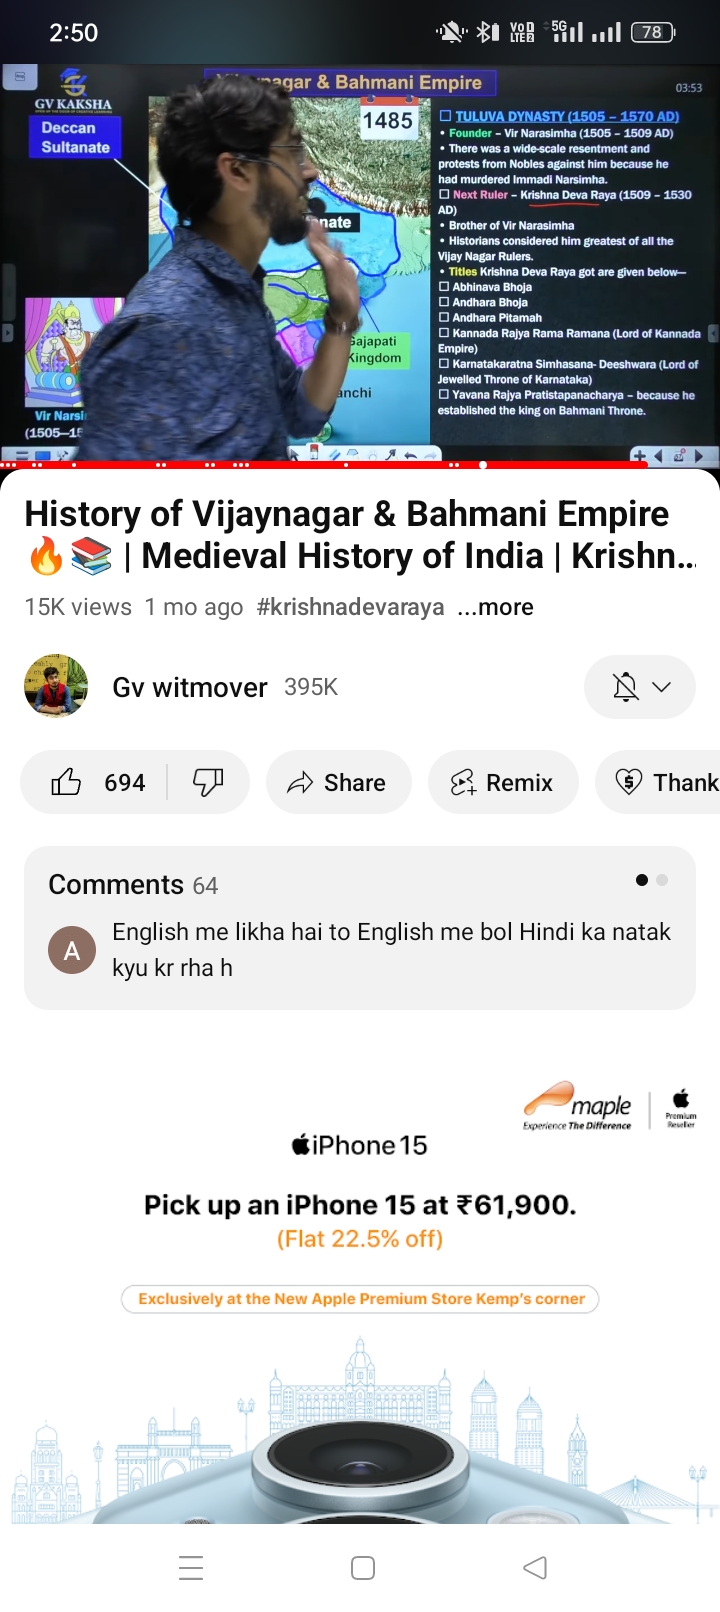 2:50
Vo D
LTE 2
5G
78
GV KAKSHA
Vijaynagar & Bahmani Empire
03:53
Deccan
Sultanate
1485
nate
Gajapati
Kingdom
anchi
Vir Narsi
(1505–15
☐ TULUVA DYNASTY (1505 – 1570 AD)
• Founder – Vir Narasimha (1505 – 1509 AD)
• There was a wide-scale resentment and
protests from Nobles against him because he
had murdered Immadi Narsimha.
☐ Next Ruler – Krishna Deva Raya (1509 – 1530
AD)
• Brother of Vir Narasimha
• Historians considered him greatest of all the
Vijay Nagar Rulers.
• Titles Krishna Deva Raya got are given below—
☐ Abhinava Bhoja
☐ Andhara Bhoja
☐ Andhara Pitamah
☐ Kannada Rajya Rama Ramana (Lord of Kannada
Empire)
☐ Karnatakaratna Simhasana- Deeshwara (Lord of
Jewelled Throne of Karnataka)
☐ Yavana Rajya Pratistapanacharya – because he
established the king on Bahmani Throne.
History of Vijaynagar & Bahmani Empire
🔥📚 | Medieval History of India | Krishn...
15K views 1 mo ago #krishnadevaraya ...more
Gv witmover 395K
694
Share
Remix
Thank
Comments 64
A
English me likha hai to English me bol Hindi ka natak
kyu kr rha h
maple
Experience The Difference
Premium
Reseller
iPhone 15
Pick up an iPhone 15 at ₹61,900.
(Flat 22.5% off)
Exclusively at the New Apple Premium Store Kemp's corner